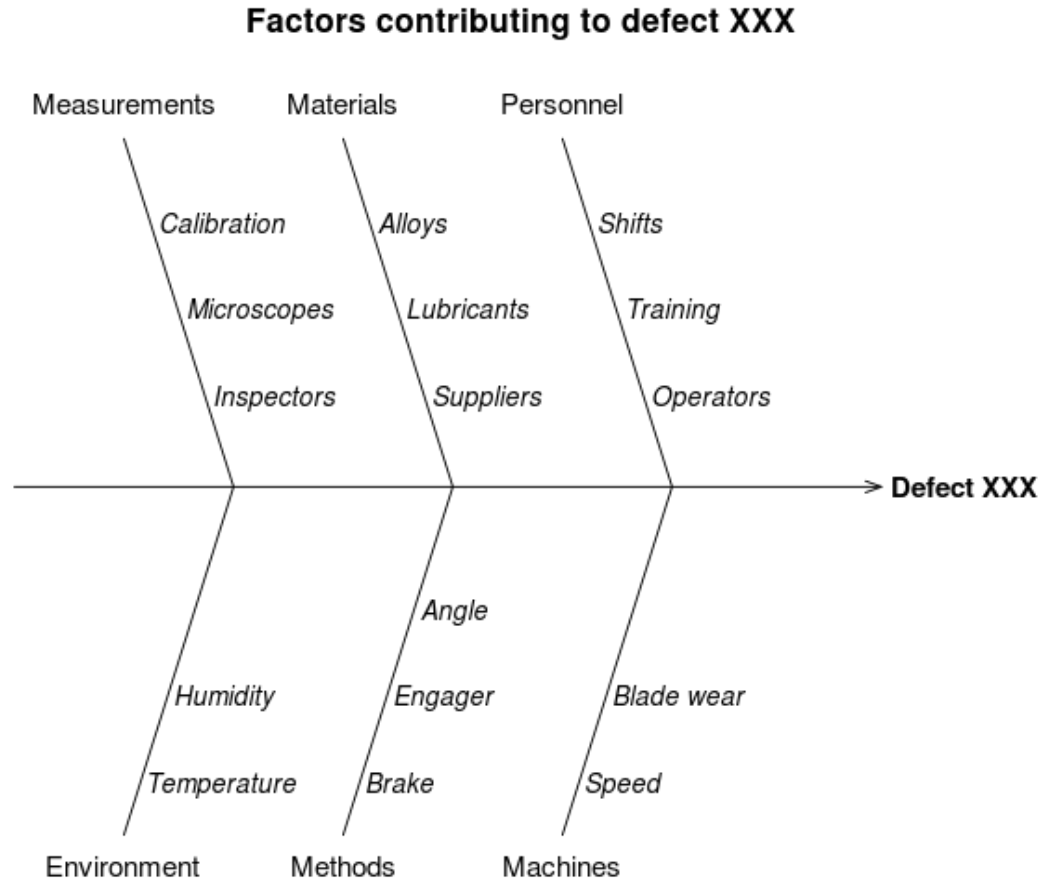 Factors contributing to defect XXX
Measurements
Materials
Personnel
Calibration
Alloys
Shifts
Microscopes
Lubricants
Training
Inspectors
Suppliers
Operators
Defect XXX
Angle
Humidity
Engager
Blade wear
Temperature
Brake
Speed
Environment
Methods
Machines